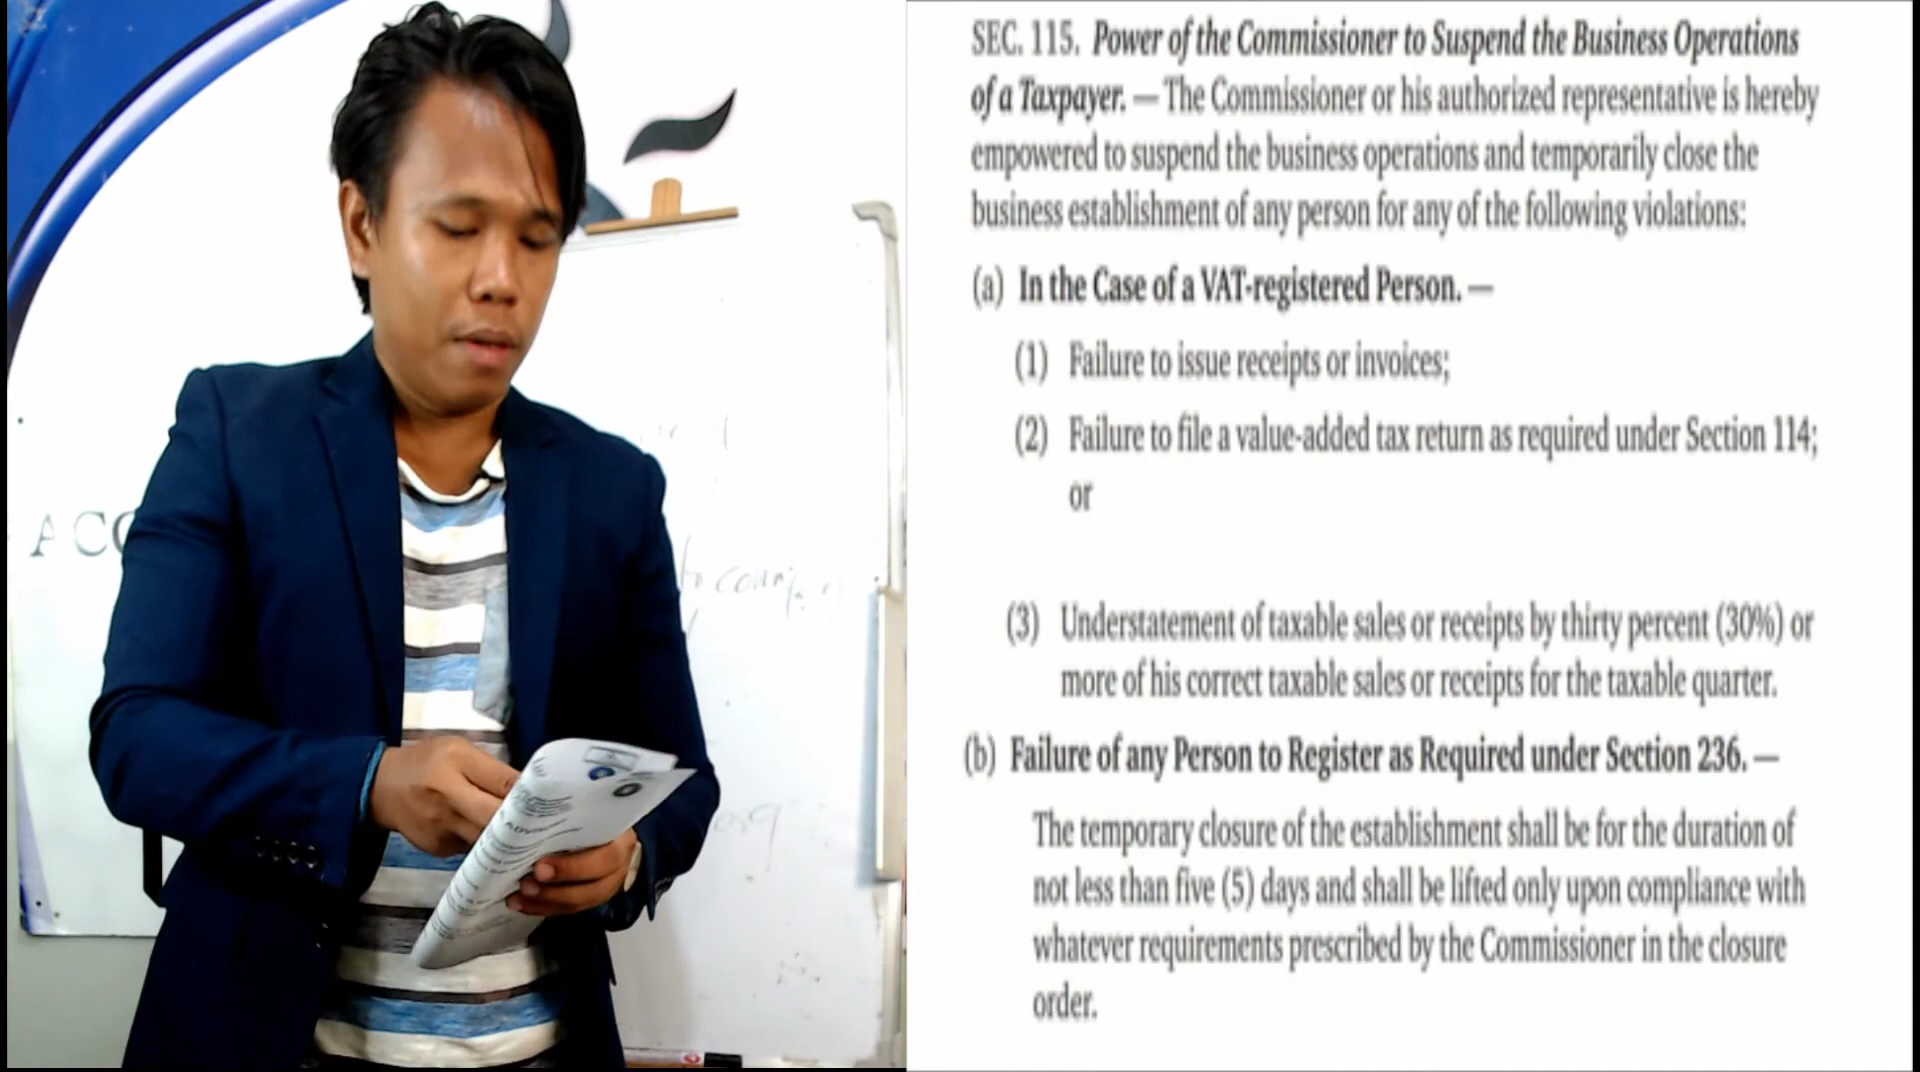 SEC. 115. Power of the Commissioner to Suspend the Business Operations
of a Taxpayer. — The Commissioner or his authorized representative is hereby
empowered to suspend the business operations and temporarily close the
business establishment of any person for any of the following violations:
(a) In the Case of a VAT-registered Person. —
(1) Failure to issue receipts or invoices;
(2) Failure to file a value-added tax return as required under Section 114;
or
(3) Understatement of taxable sales or receipts by thirty percent (30%) or
more of his correct taxable sales or receipts for the taxable quarter.
(b) Failure of any Person to Register as Required under Section 236. —
The temporary closure of the establishment shall be for the duration of
not less than five (5) days and shall be lifted only upon compliance with
whatever requirements prescribed by the Commissioner in the closure
order.
ACC
to